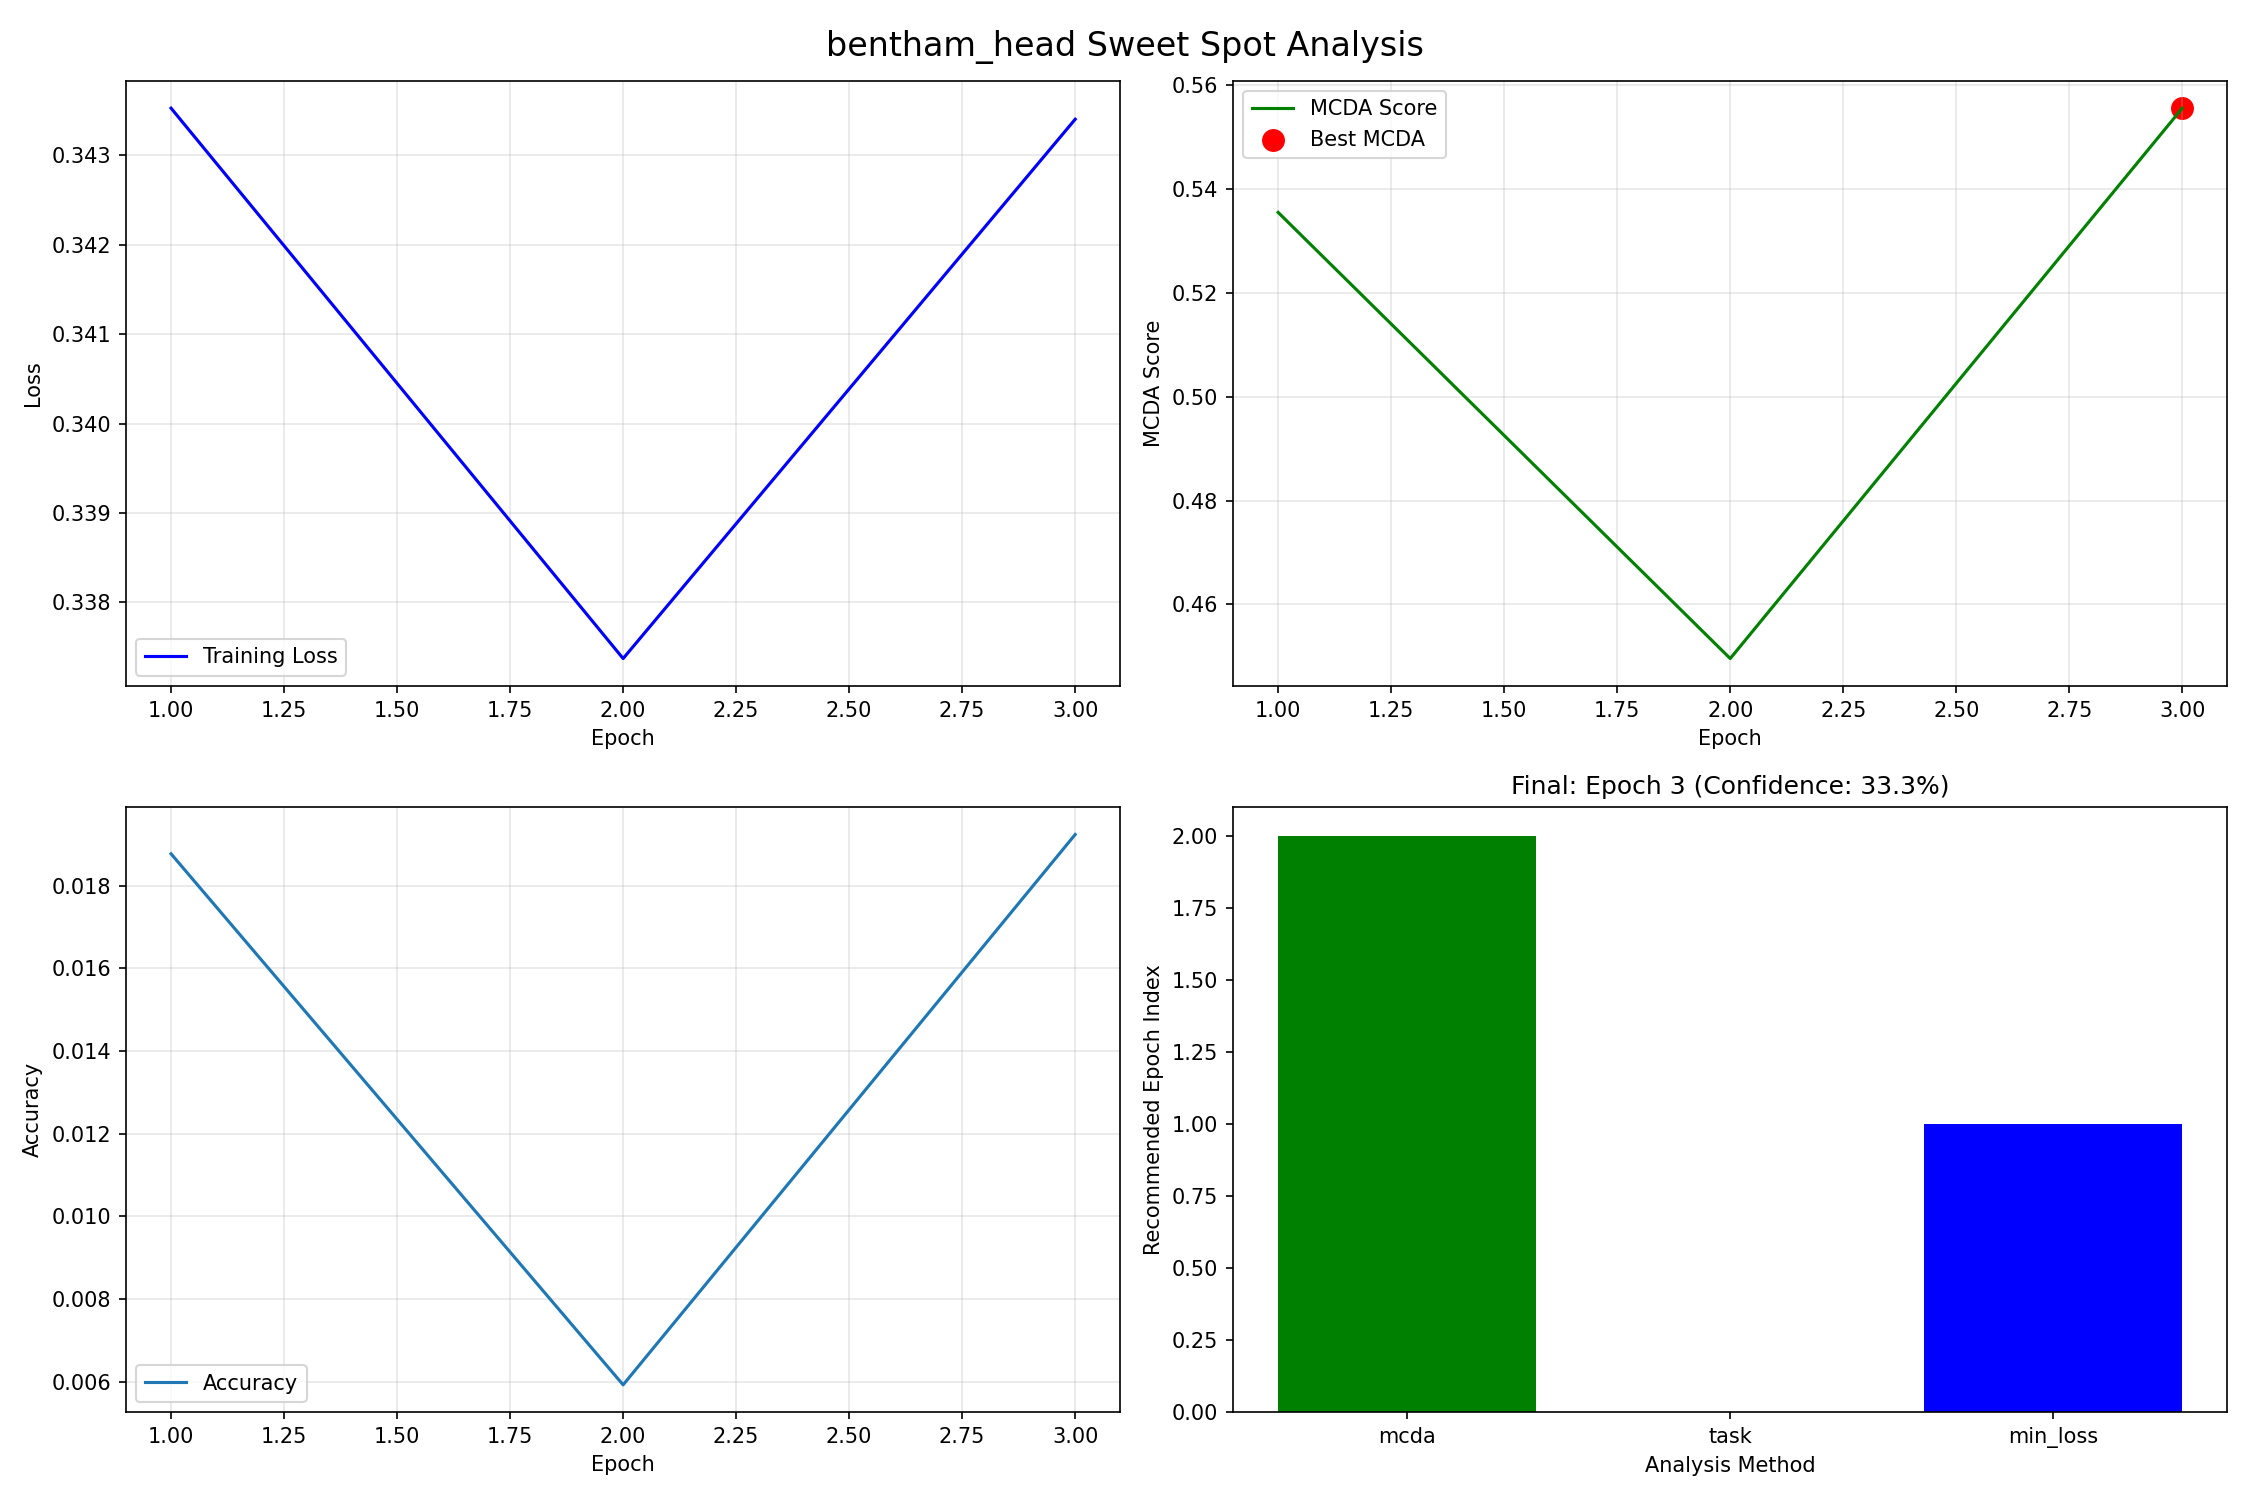 bentham_head Sweet Spot Analysis
0.343
0.342
0.341
0.340
0.339
0.338
Loss
Training Loss
1.00 1.25 1.50 1.75 2.00 2.25 2.50 2.75 3.00
Epoch
0.56
0.54
0.52
0.50
0.48
0.46
MCDA Score
MCDA Score
Best MCDA
1.00 1.25 1.50 1.75 2.00 2.25 2.50 2.75 3.00
Epoch
0.018
0.016
0.014
0.012
0.010
0.008
0.006
Accuracy
Accuracy
1.00 1.25 1.50 1.75 2.00 2.25 2.50 2.75 3.00
Epoch
Final: Epoch 3 (Confidence: 33.3%)
2.00
1.75
1.50
1.25
1.00
0.75
0.50
0.25
0.00
Recommended Epoch Index
mcda task min_loss
Analysis Method